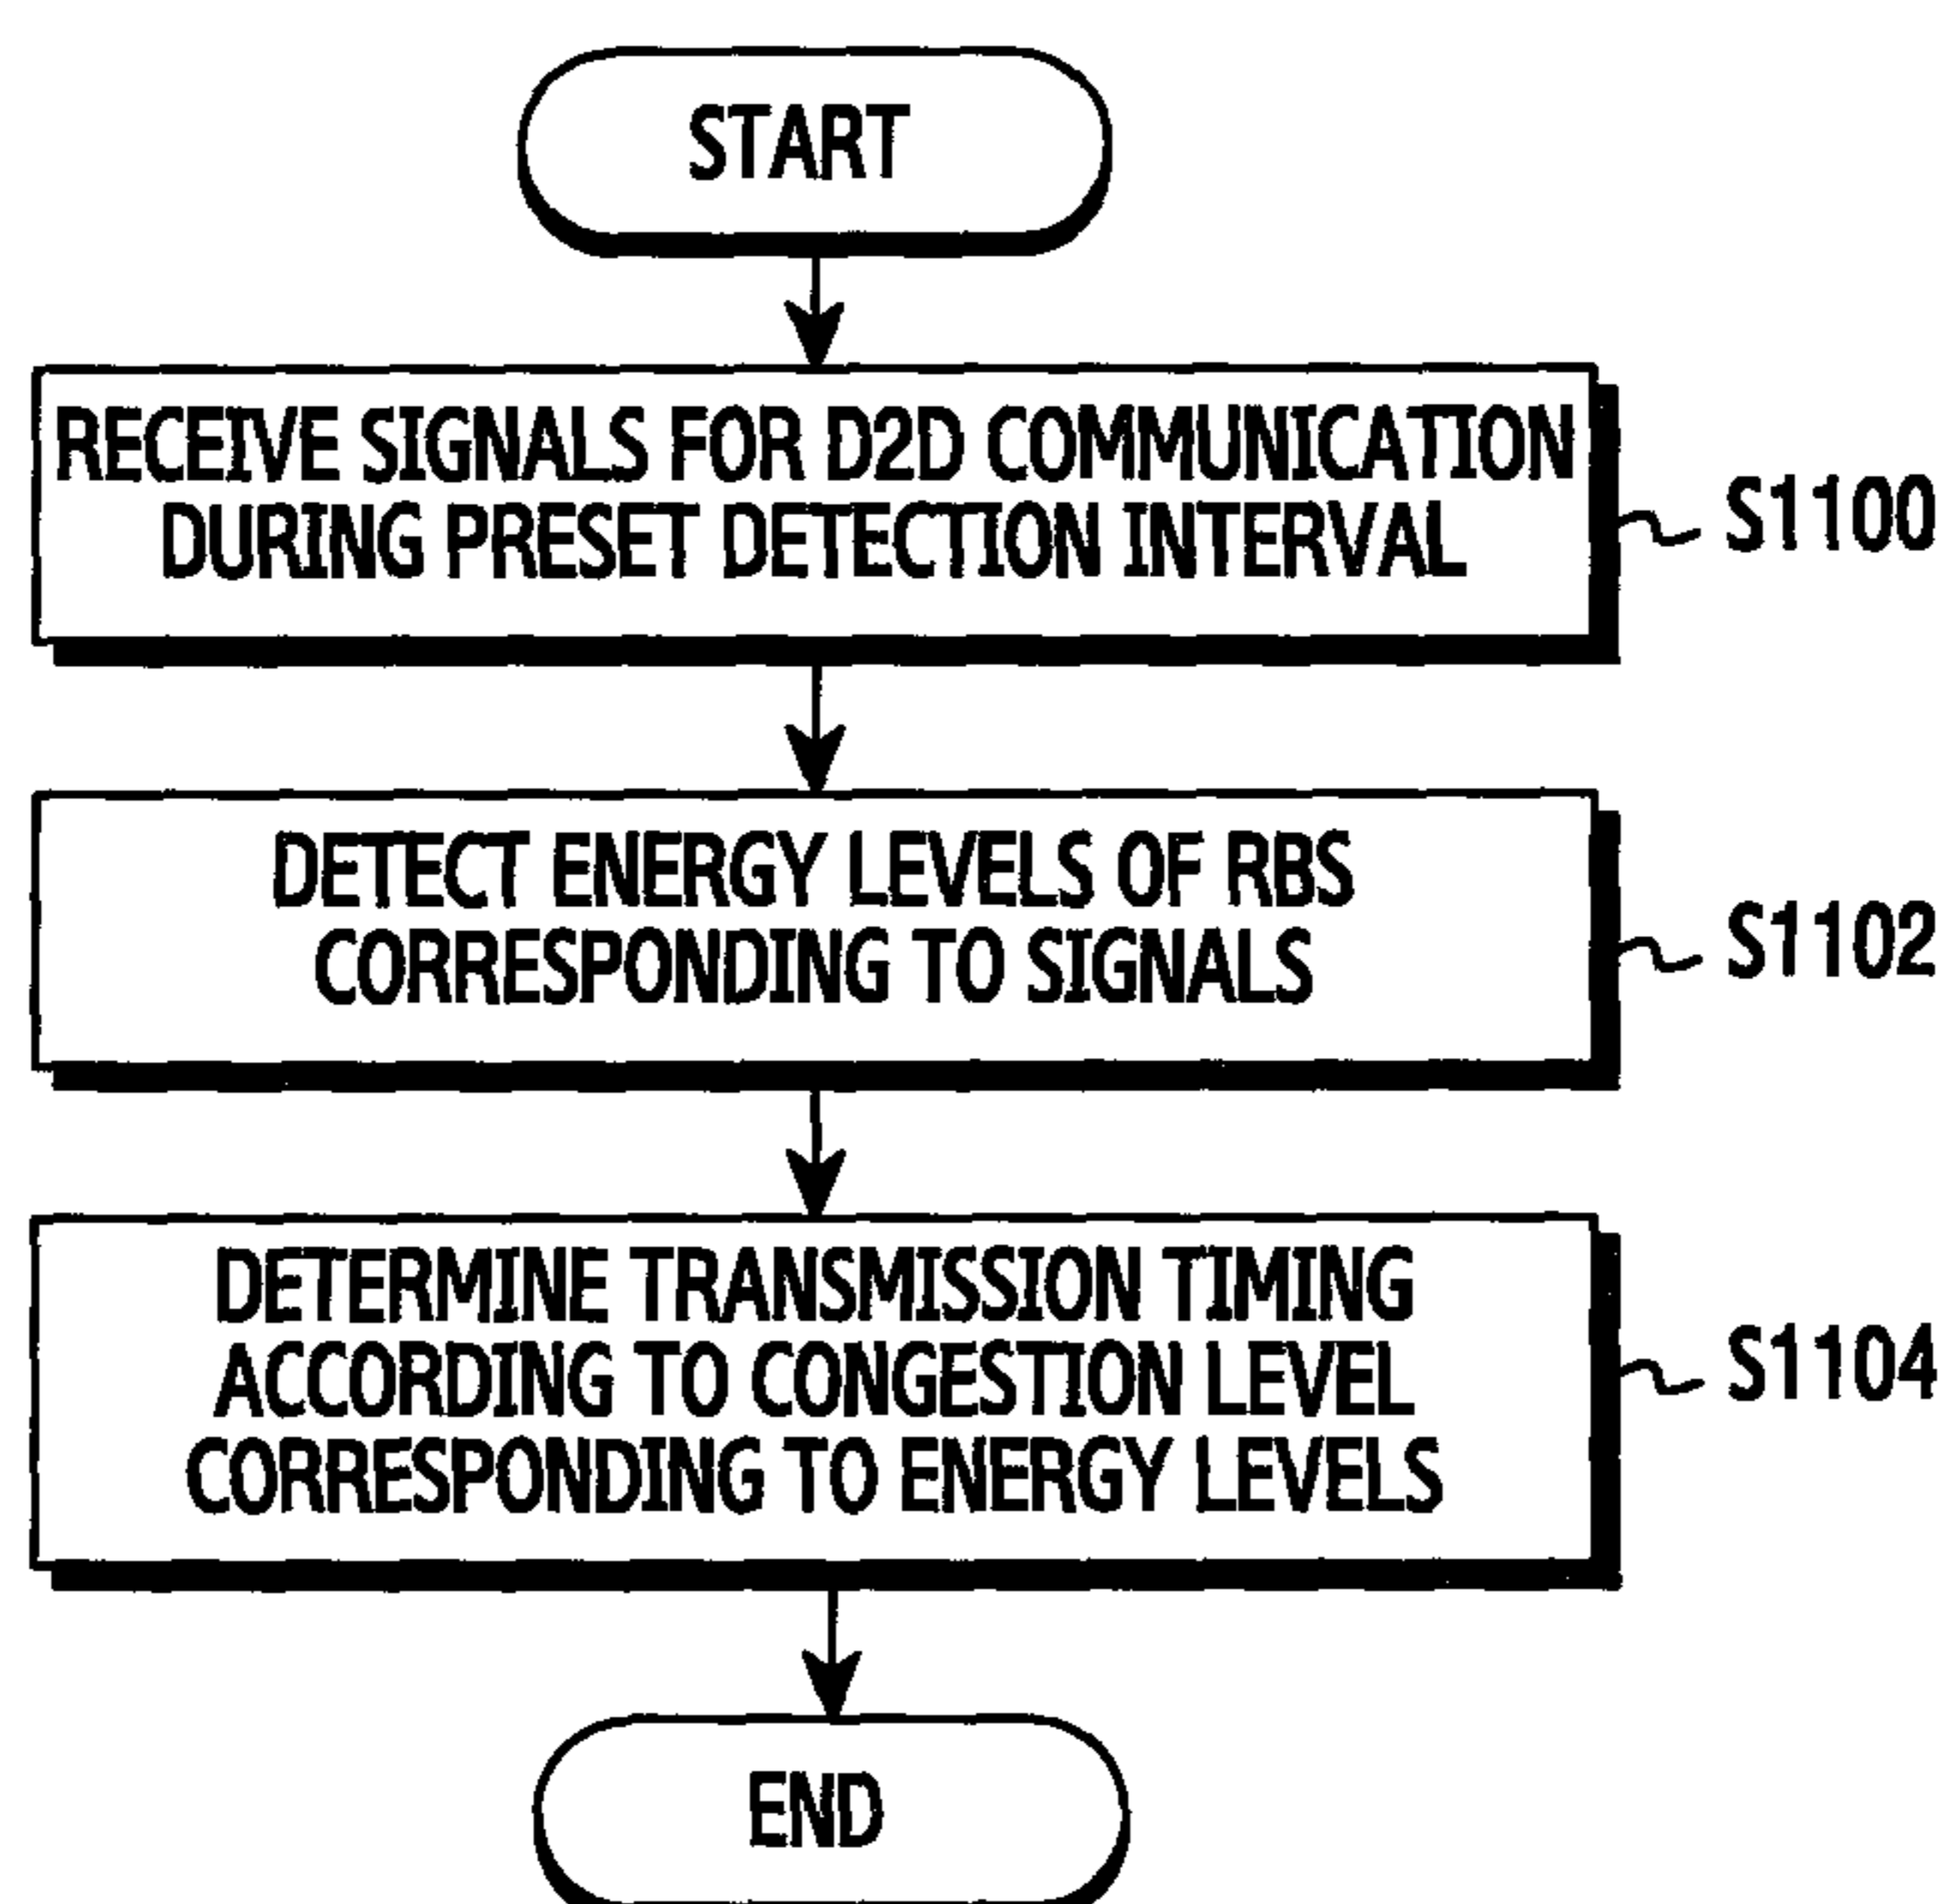 START
RECEIVE SIGNALS FOR D2D COMMUNICATION
DURING PRESET DETECTION INTERVAL
S1100
DETECT ENERGY LEVELS OF RBS
CORRESPONDING TO SIGNALS
S1102
DETERMINE TRANSMISSION TIMING
ACCORDING TO CONGESTION LEVEL
CORRESPONDING TO ENERGY LEVELS
S1104
END